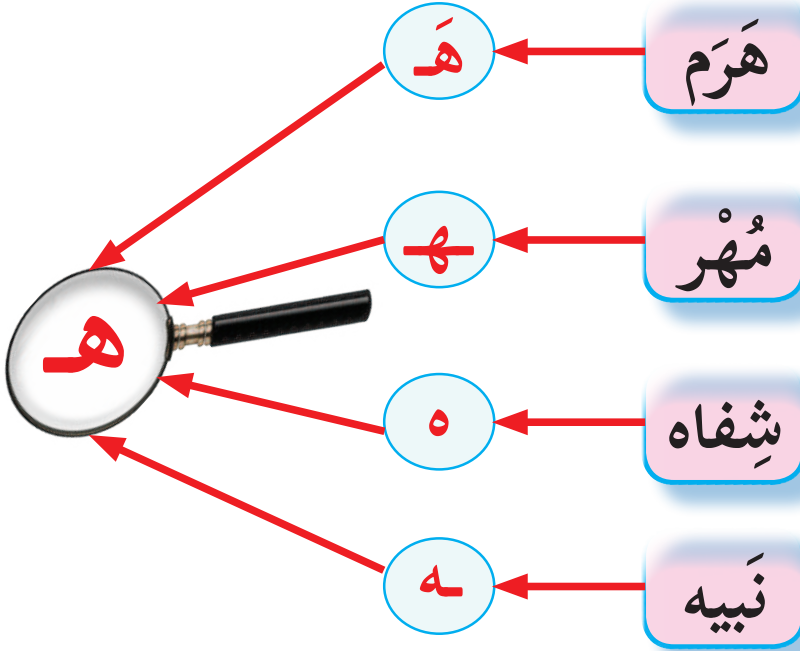 هَرَم هَـ
مُهْر ـهـ
هـ
شِفاه ه
نَبيه ـه